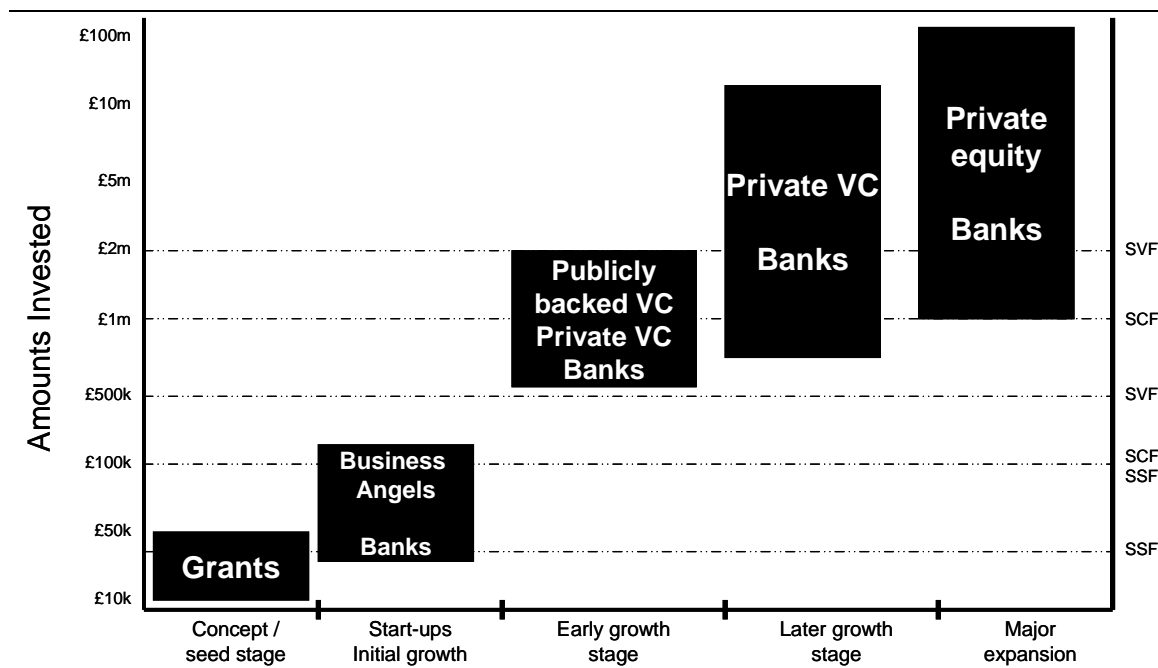 Amounts Invested
£100m
£10m
£5m
£2m
£1m
£500k
£100k
£50k
£10k
Grants
Business
Angels
Banks
Publicly
backed VC
Private VC
Banks
Private VC
Banks
Private
equity
Banks
SVF
SCF
SVF
SCF
SSF
SSF
Concept /
seed stage
Start-ups
Initial growth
Early growth
stage
Later growth
stage
Major
expansion